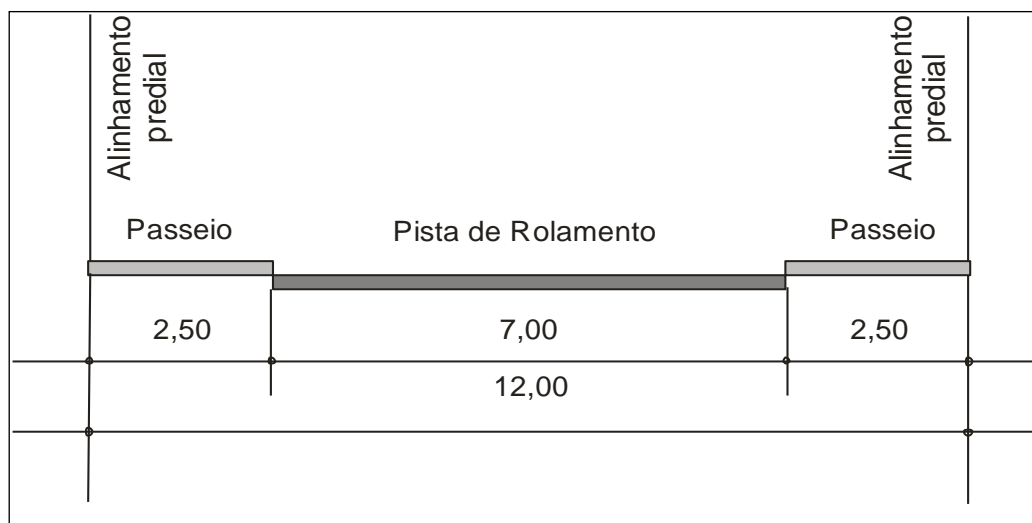 Alinhamento
predial
Alinhamento
predial
Passeio
Pista de Rolamento
Passeio
2,50
7,00
2,50
12,00